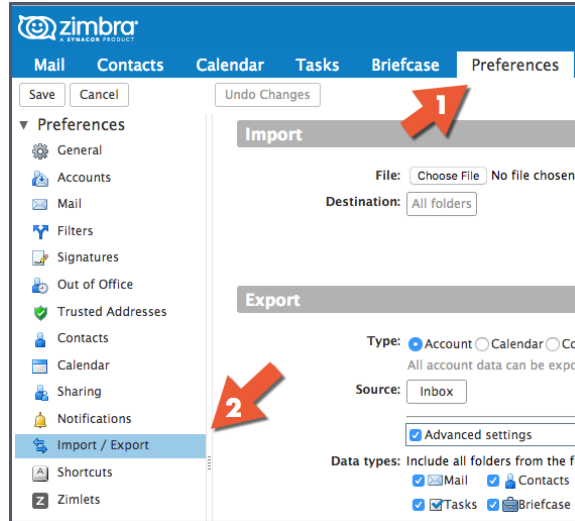 zimbra
A SYNACOR PRODUCT
Mail Contacts Calendar Tasks Briefcase Preferences
Save Cancel Undo Changes
1
Preferences
General
Accounts
Mail
Filters
Signatures
Out of Office
Trusted Addresses
Contacts
Calendar
Sharing
Notifications
Import / Export
Shortcuts
Zimlets
Import
File: Choose File No file chosen
Destination: All folders
Export
Type: Account Calendar Co
All account data can be expo
Source: Inbox
2
Advanced settings
Data types: Include all folders from the f
Mail Contacts
Tasks Briefcase
A
Z